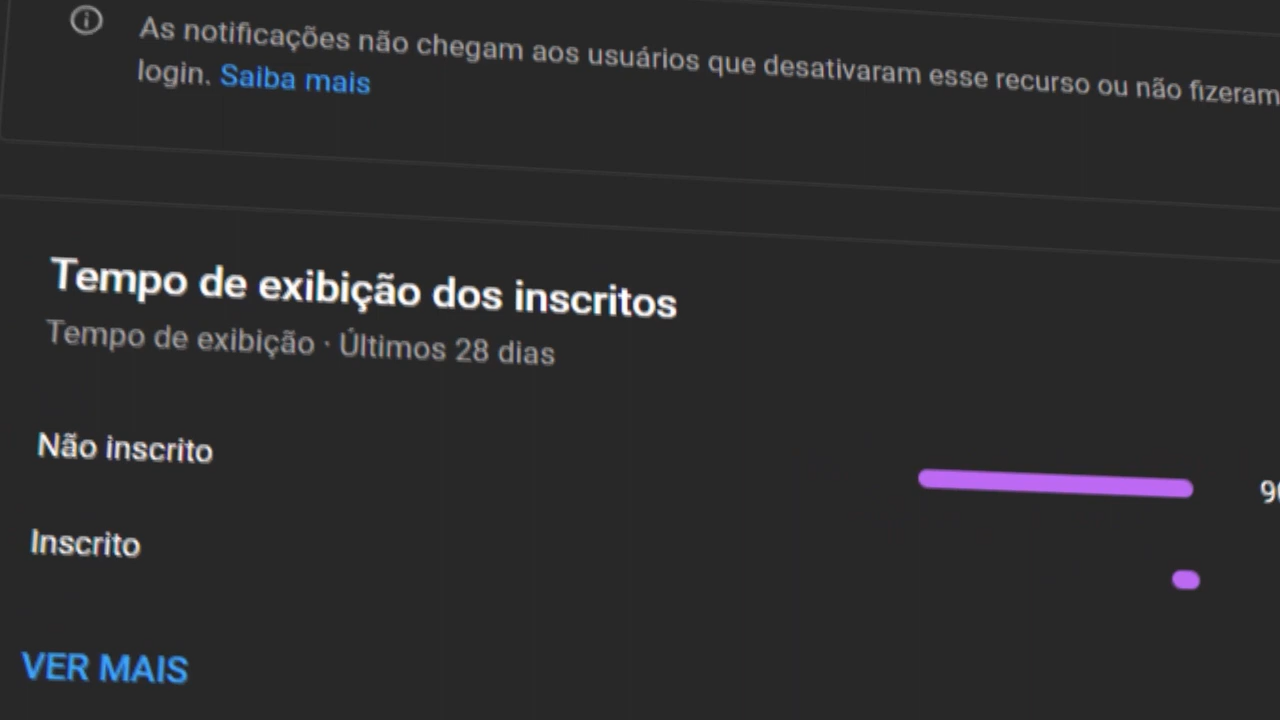 As notificações não chegam aos usuários que desativaram esse recurso ou não fizeram
login. Saiba mais
Tempo de exibição dos inscritos
Tempo de exibição · Últimos 28 dias
Não inscrito
Inscrito
VER MAIS